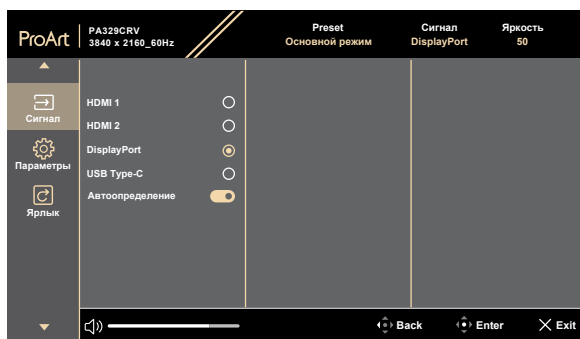 ProArt
PA329CRV
3840 x 2160_60Hz
Preset
Основной режим
Сигнал
DisplayPort
Яркость
50
Сигнал
Параметры
Ярлык
HDMI 1
HDMI 2
DisplayPort
USB Type-C
Автоопределение
Back
Enter
Exit